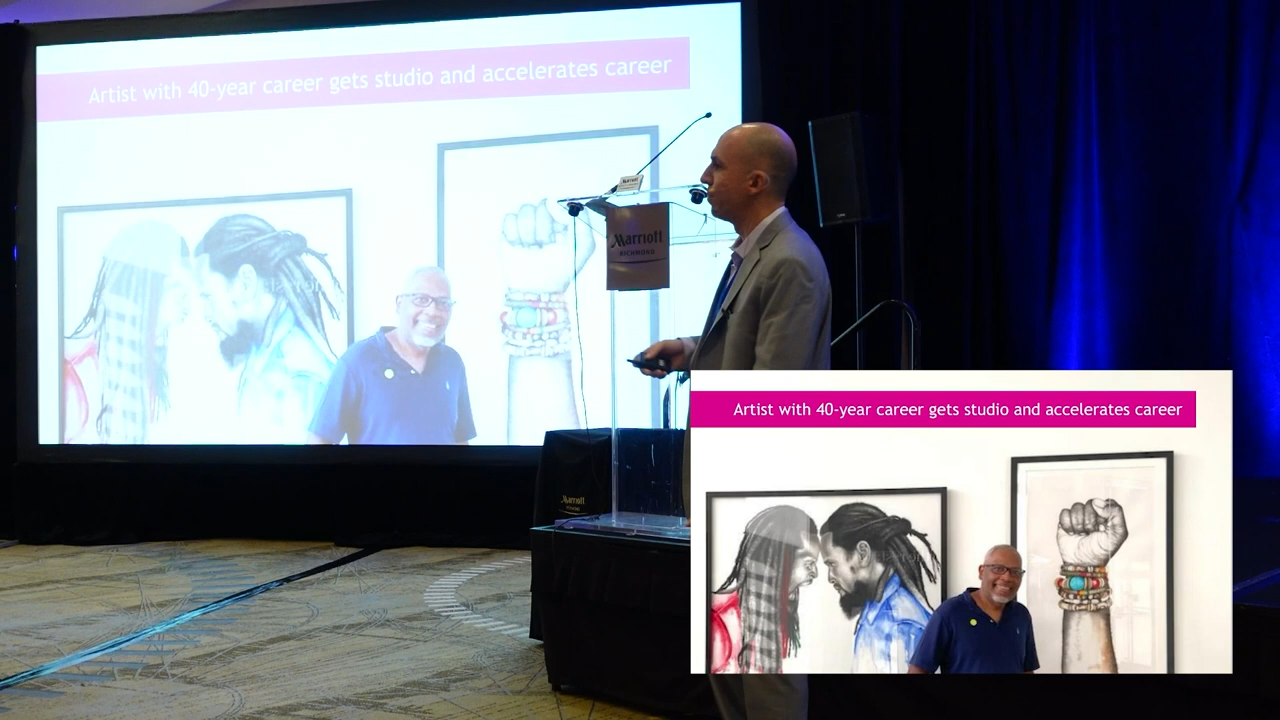 Artist with 40-year career gets studio and accelerates career
Marriott
RICHMOND
Marriott
Artist with 40-year career gets studio and accelerates career